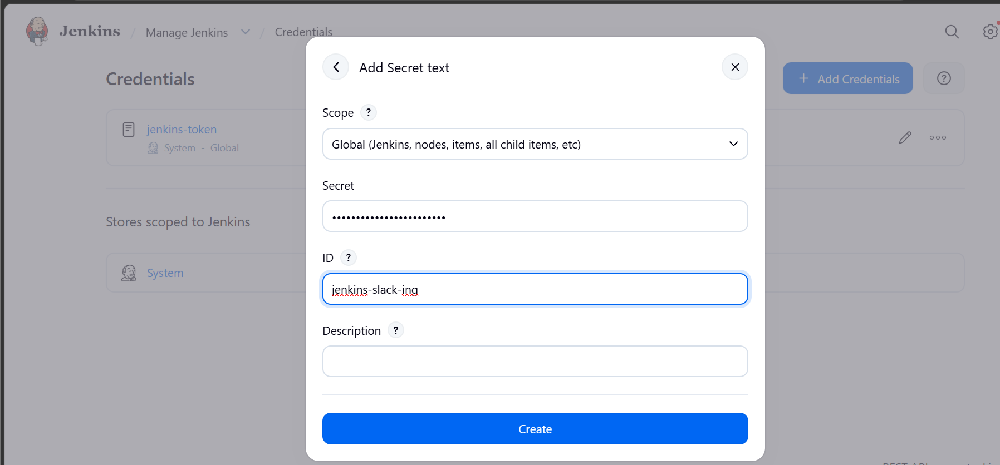 Jenkins / Manage Jenkins / Credentials
Credentials
+ Add Credentials
?
jenkins-token
System - Global
Stores scoped to Jenkins
System
Add Secret text
Scope ?
Global (Jenkins, nodes, items, all child items, etc)
Secret
••••••••••••••••••••••••
ID ?
jenkins-slack-ing
Description ?
Create